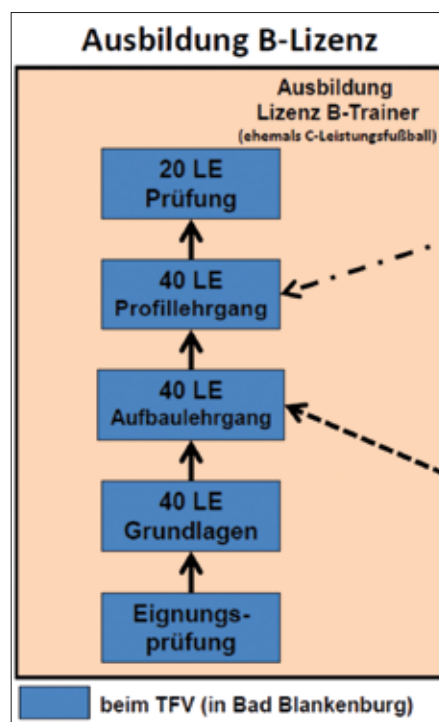 Ausbildung B-Lizenz
Ausbildung
Lizenz B-Trainer
(ehemals C-Leistungsfußball)
20 LE
Prüfung
40 LE
Profillehrgang
40 LE
Aufbaulehrgang
40 LE
Grundlagen
Eignungs-
prüfung
beim TFV (in Bad Blankenburg)